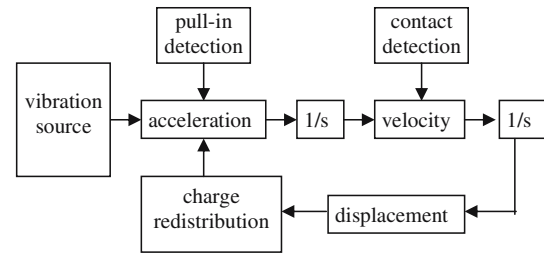 pull-in
detection
contact
detection
vibration
source
acceleration
1/s
velocity
1/s
charge
redistribution
displacement